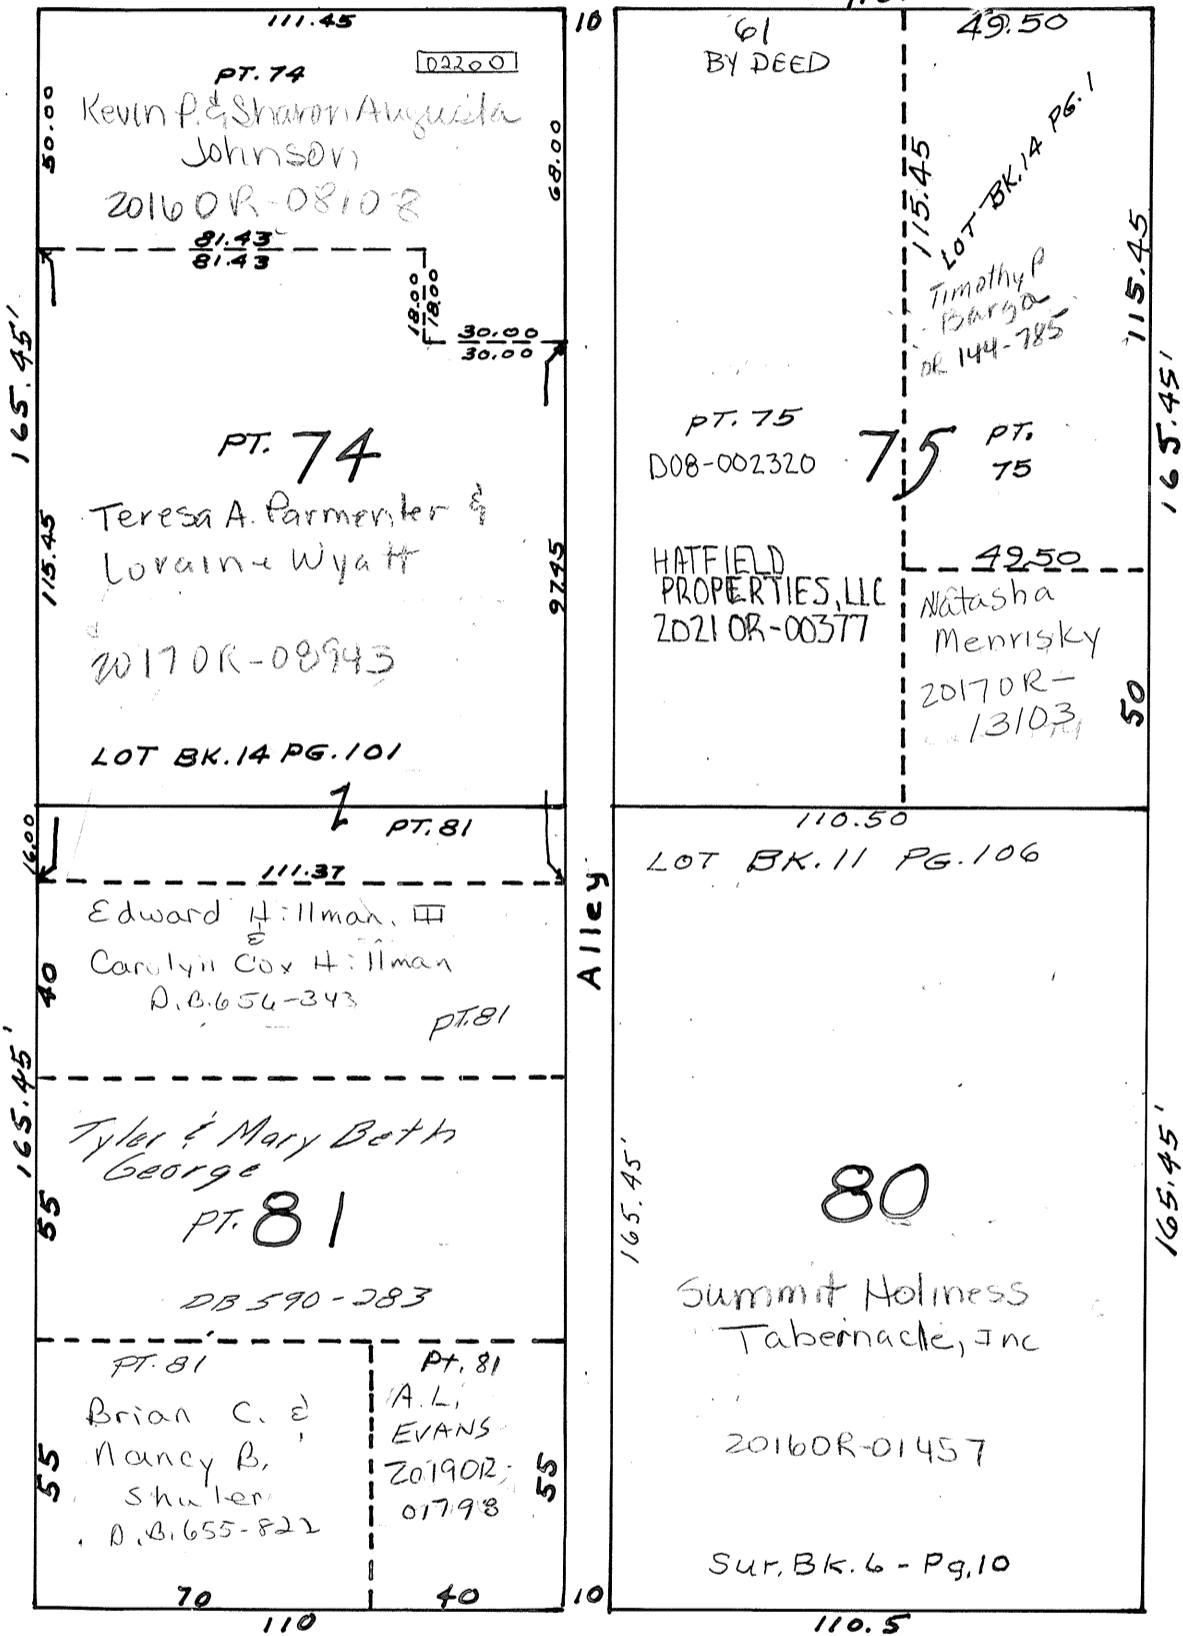 111.45
10
PT. 74
02200
Kevin P. & Sharon Augusta
Johnson
2016 OR-08108
50.00
68.00
81.43
81.43
18.00
18.00
30.00
30.00
165.45'
PT. 74
Teresa A. Parmenter &
Loraine Wyatt
2017 OR-08943
115.45
97.45
LOT BK.14 PG.101
1
PT. 81
16.00
111.37
Edward Hillman, III
&
Carolyn Cox Hillman
D.B. 656-343
PT. 81
40
165.45'
Tyler & Mary Beth
George
PT. 81
DB 590-283
55
PT. 81
Brian C. &
Nancy B.
Shuler
D.B. 655-822
55
Pt. 81
A.L.
EVANS
2019OR-
01798
55
70
40
110
Alley
10
61
BY DEED
49.50
115.45
LOT BK.14 PG.1
Timothy P
Barga
OR 144-785
115.45
165.45'
PT. 75
D08-002320
75
PT.
75
HATFIELD
PROPERTIES, LLC
2021 OR-00377
49.50
Natasha
Menrisky
2017 OR-
13103
50
110.50
LOT BK.11 PG.106
165.45'
80
165.45'
Summit Holiness
Tabernacle, Inc
2016OR-01457
Sur. Bk. 6 - Pg. 10
110.5